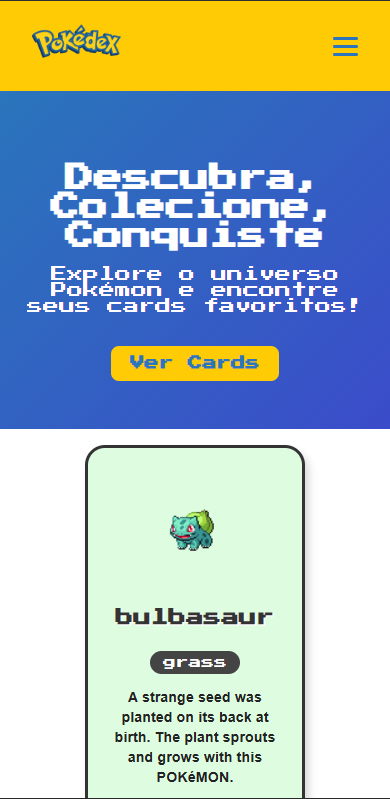 Pokédex
Descubra,
Colecione,
Conquiste
Explore o universo
Pokémon e encontre
seus cards favoritos!
Ver Cards
bulbasaur
grass
A strange seed was
planted on its back at
birth. The plant sprouts
and grows with this
POKéMON.